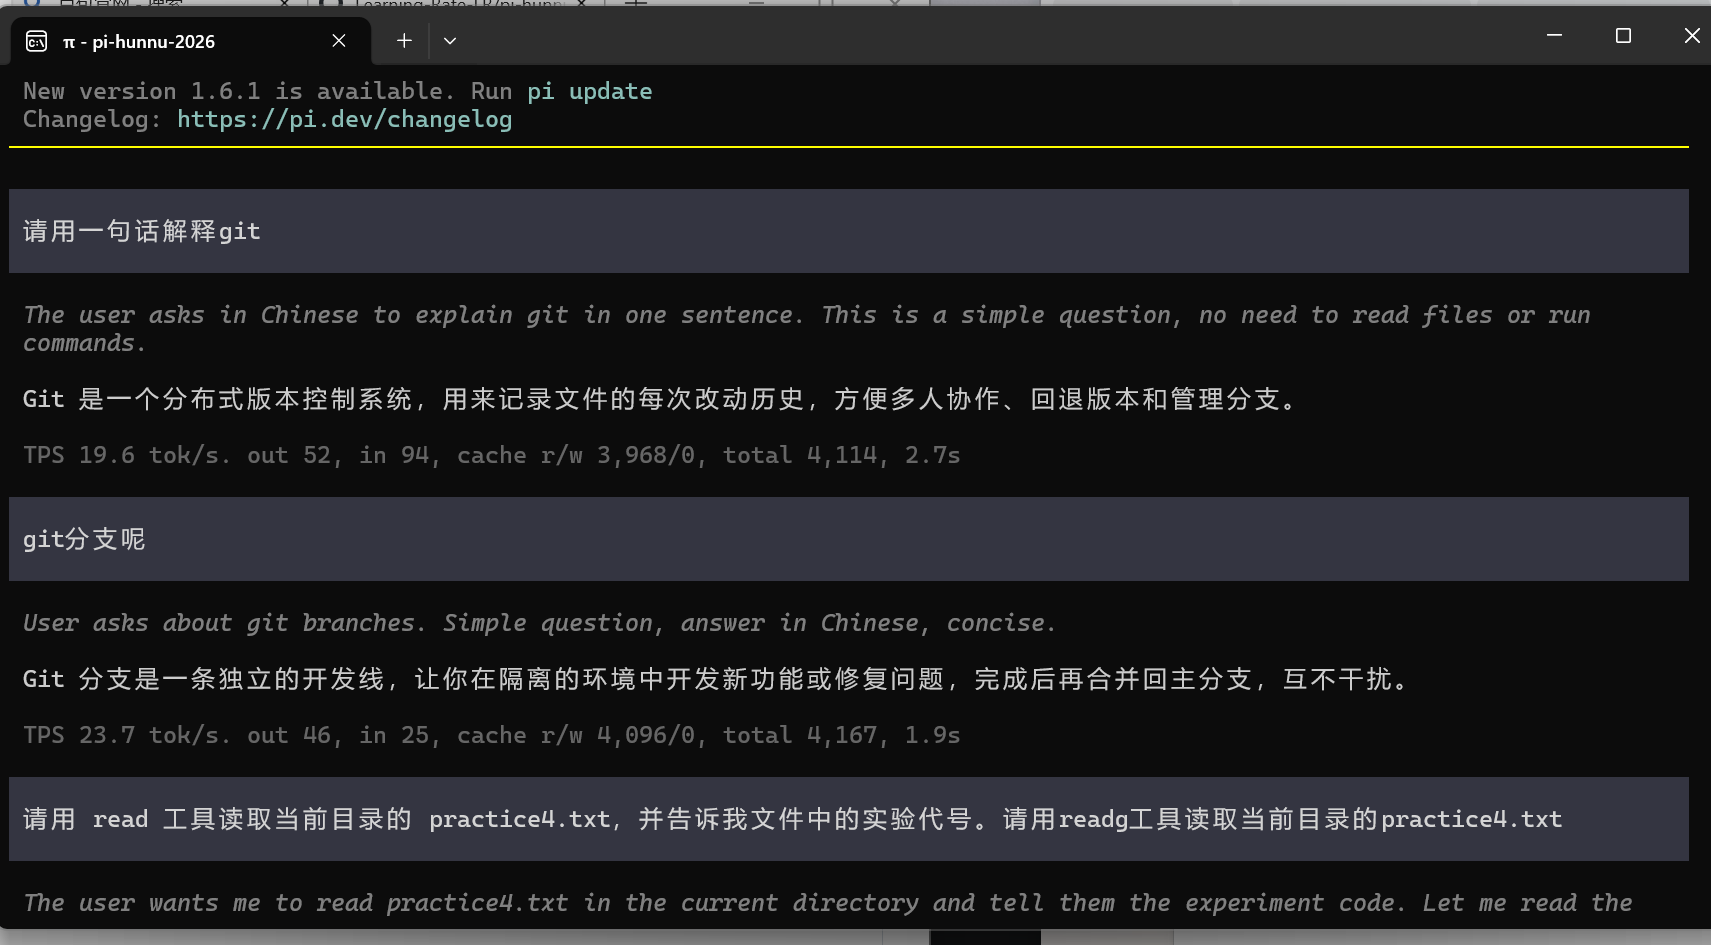 π - pi-hunnu-2026
New version 1.6.1 is available. Run pi update
Changelog: https://pi.dev/changelog
请用一句话解释git
The user asks in Chinese to explain git in one sentence. This is a simple question, no need to read files or run
commands.
Git 是一个分布式版本控制系统，用来记录文件的每次改动历史，方便多人协作、回退版本和管理分支。
TPS 19.6 tok/s. out 52, in 94, cache r/w 3,968/0, total 4,114, 2.7s
git分支呢
User asks about git branches. Simple question, answer in Chinese, concise.
Git 分支是一条独立的开发线，让你在隔离的环境中开发新功能或修复问题，完成后再合并回主分支，互不干扰。
TPS 23.7 tok/s. out 46, in 25, cache r/w 4,096/0, total 4,167, 1.9s
请用 read 工具读取当前目录的 practice4.txt，并告诉我文件中的实验代号。请用readg工具读取当前目录的practice4.txt
The user wants me to read practice4.txt in the current directory and tell them the experiment code. Let me read the